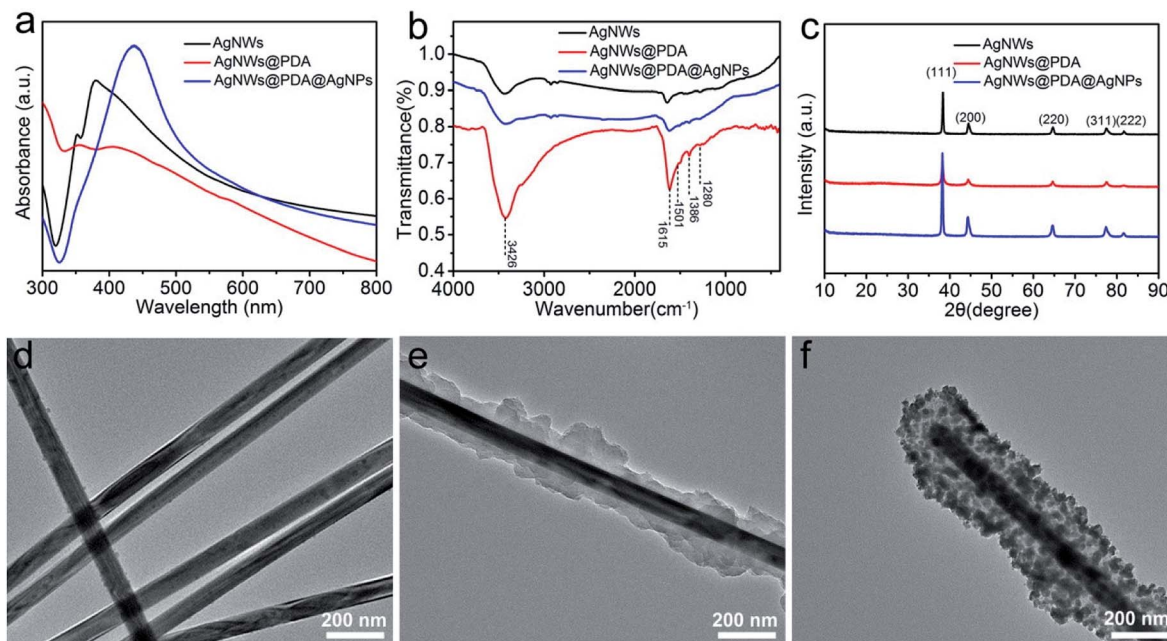 a
AgNWs
AgNWs@PDA
AgNWs@PDA@AgNPs
Absorbance (a.u.)
300 400 500 600 700 800
Wavelength (nm)
b
AgNWs
AgNWs@PDA
AgNWs@PDA@AgNPs
Transmittance(%)
1.0
0.9
0.8
0.7
0.6
0.5
0.4
3426
1615
1501
1386
1280
4000 3000 2000 1000
Wavenumber(cm⁻¹)
c
AgNWs
AgNWs@PDA
AgNWs@PDA@AgNPs
Intensity (a.u.)
(111)
(200)
(220)
(311)(222)
10 20 30 40 50 60 70 80 90
2θ(degree)
d
200 nm
e
200 nm
f
200 nm